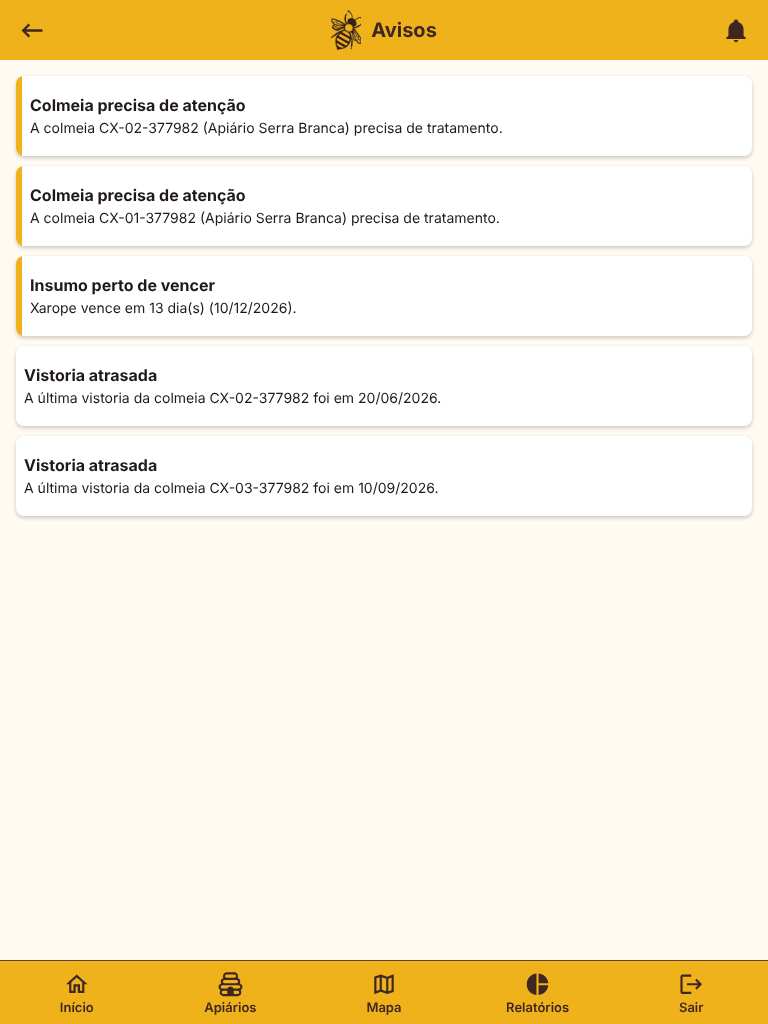 Avisos
Colmeia precisa de atenção
A colmeia CX-02-377982 (Apiário Serra Branca) precisa de tratamento.
Colmeia precisa de atenção
A colmeia CX-01-377982 (Apiário Serra Branca) precisa de tratamento.
Insumo perto de vencer
Xarope vence em 13 dia(s) (10/12/2026).
Vistoria atrasada
A última vistoria da colmeia CX-02-377982 foi em 20/06/2026.
Vistoria atrasada
A última vistoria da colmeia CX-03-377982 foi em 10/09/2026.
Início
Apiários
Mapa
Relatórios
Sair